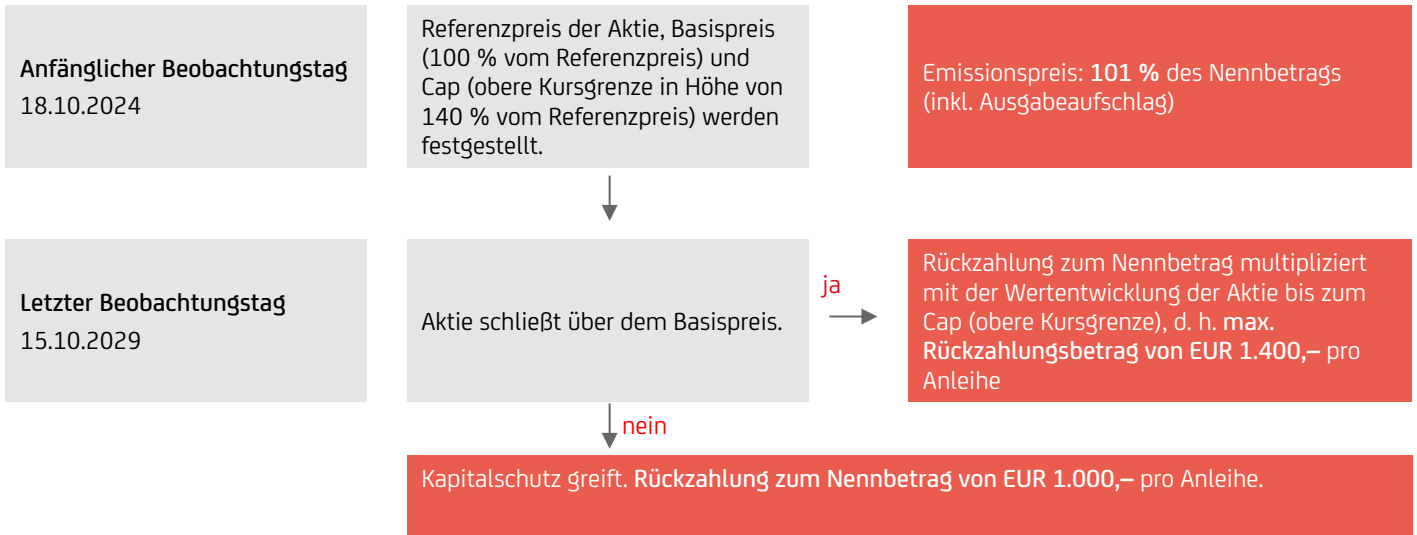 Anfänglicher Beobachtungstag
18.10.2024
Referenzpreis der Aktie, Basispreis
(100 % vom Referenzpreis) und
Cap (obere Kursgrenze in Höhe von
140 % vom Referenzpreis) werden
festgestellt.
Emissionspreis: 101 % des Nennbetrags
(inkl. Ausgabeaufschlag)
Letzter Beobachtungstag
15.10.2029
Aktie schließt über dem Basispreis.
ja
Rückzahlung zum Nennbetrag multipliziert
mit der Wertentwicklung der Aktie bis zum
Cap (obere Kursgrenze), d. h. max.
Rückzahlungsbetrag von EUR 1.400,– pro
Anleihe
nein
Kapitalschutz greift. Rückzahlung zum Nennbetrag von EUR 1.000,– pro Anleihe.